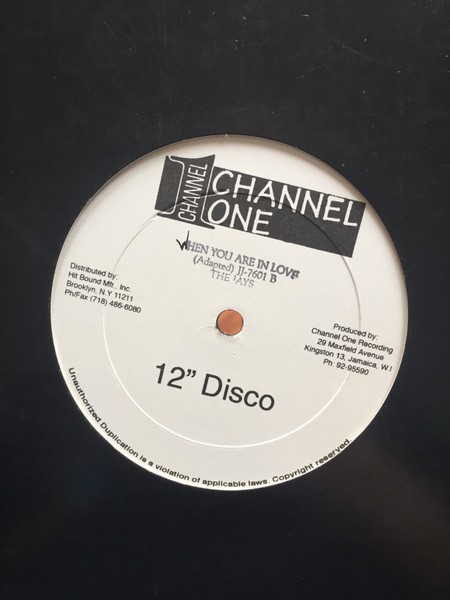 1
CHANNEL
CHANNEL
ONE
WHEN YOU ARE IN LOVE
(Adapted) JJ-7601 B
THE JAYS
Distributed by:
Hit Bound Mfr., Inc.
Brooklyn, N.Y 11211
Ph/Fax (718) 486-6080
Produced by:
Channel One Recording
29 Maxfield Avenue
Kingston 13, Jamaica, W.I
Ph: 92-95590
12” Disco
Unauthorized Duplication is a violation of applicable laws. Copyright reserved.